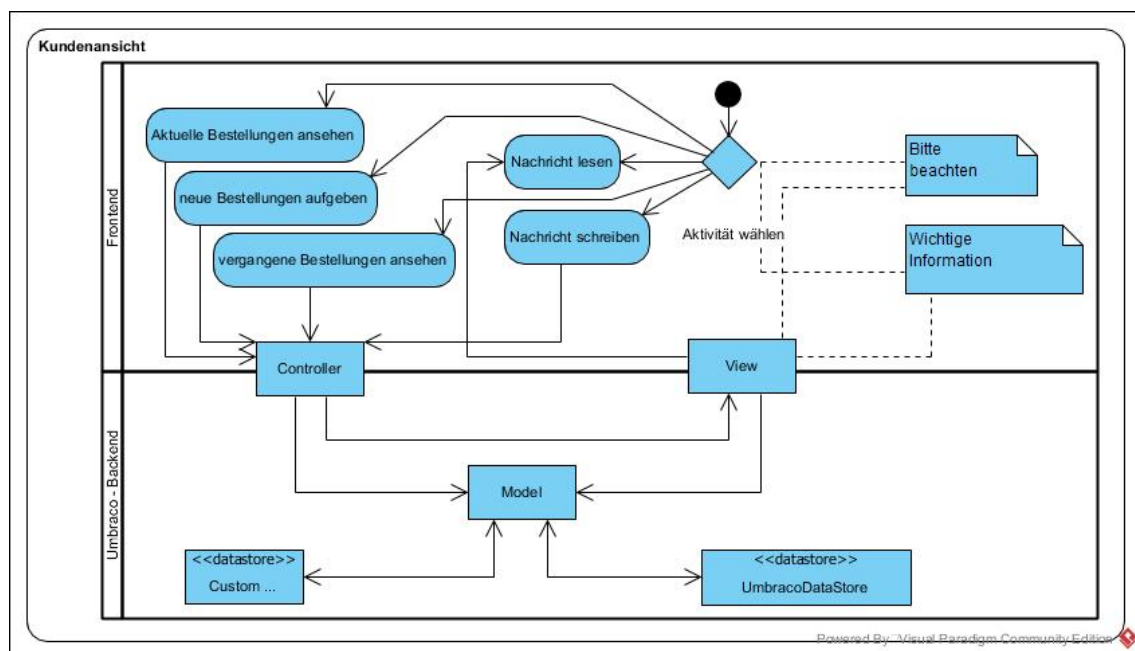 Kundenansicht
Frontend
Aktuelle Bestellungen ansehen
neue Bestellungen aufgeben
vergangene Bestellungen ansehen
Nachricht lesen
Nachricht schreiben
Aktivität wählen
Bitte
beachten
Wichtige
Information
Controller
View
Umbraco - Backend
Model
<<datastore>>
Custom ...
<<datastore>>
UmbracoDataStore
Powered By Visual Paradigm Community Edition